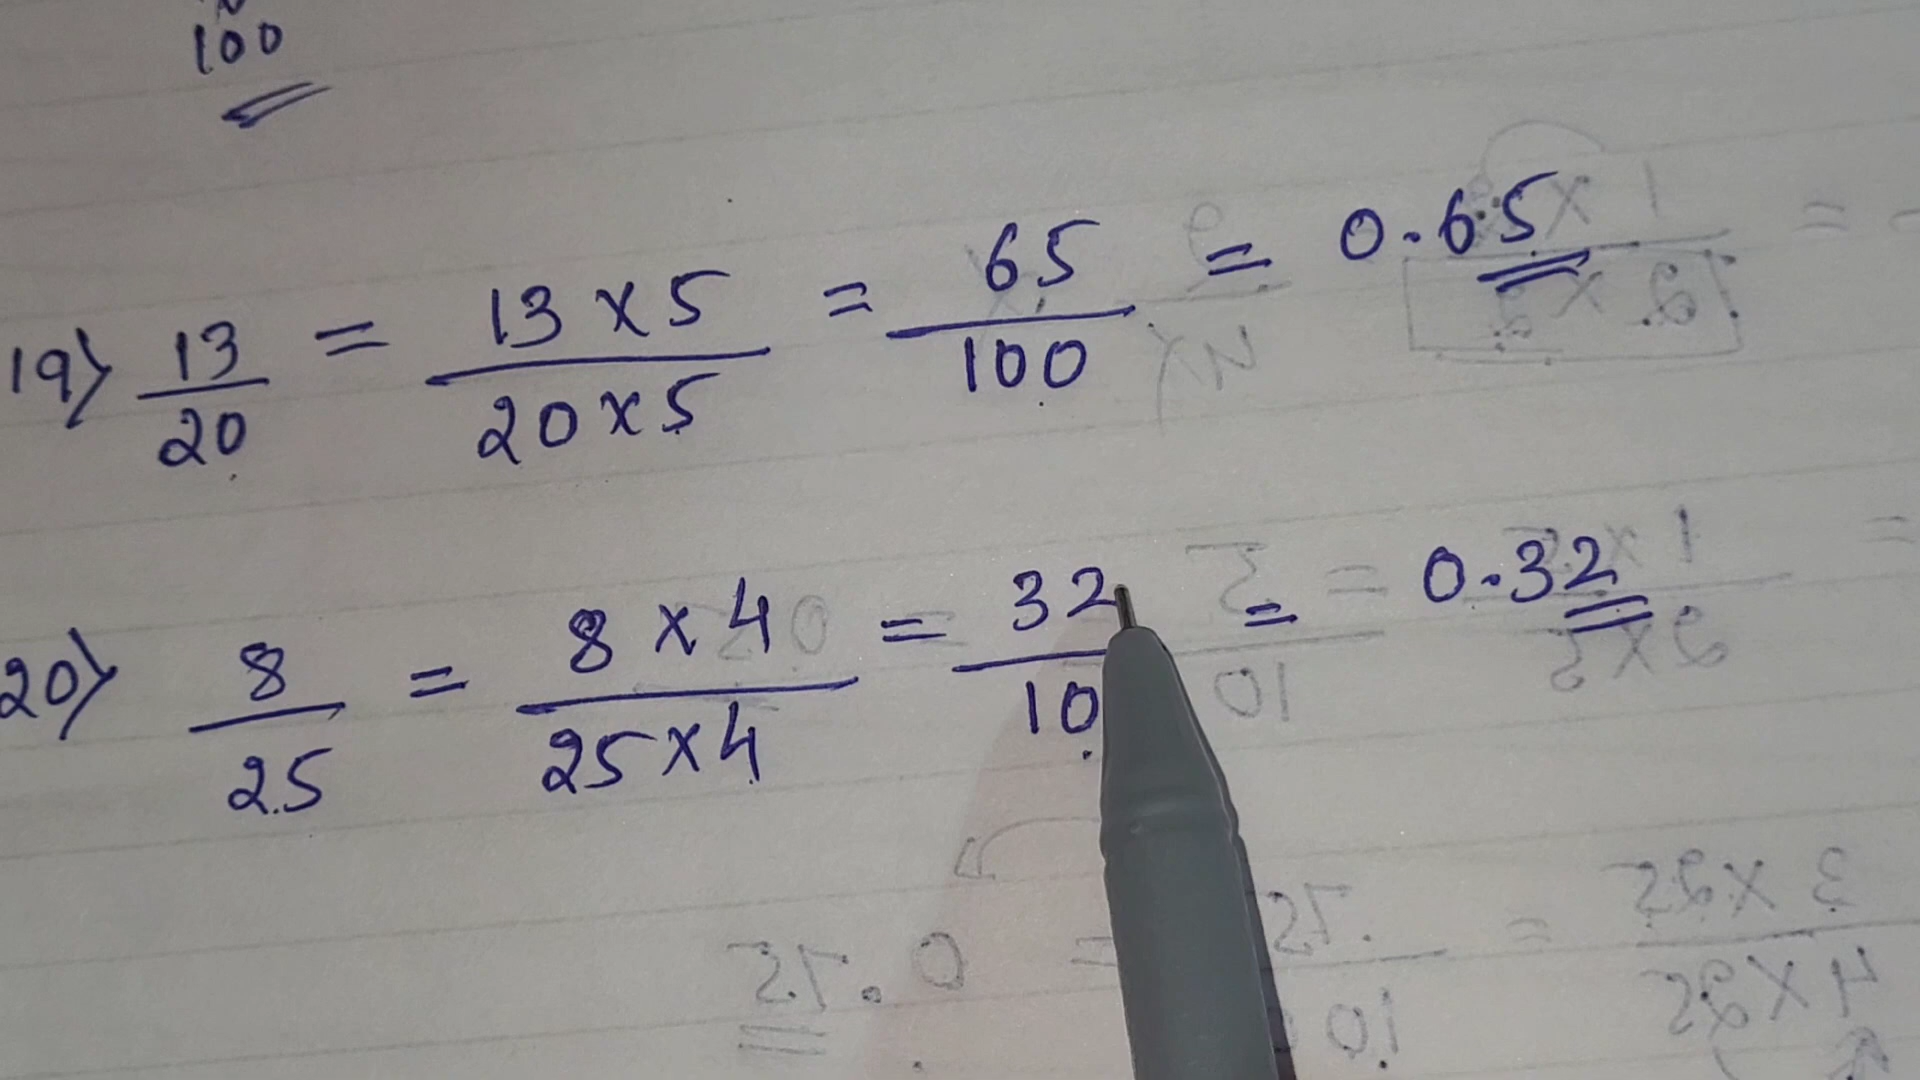 100
19) 13/20 = 13 x 5/20 x 5 = 65/100 = 0.65
20) 8/25 = 8 x 4/25 x 4 = 32/10 = 0.32